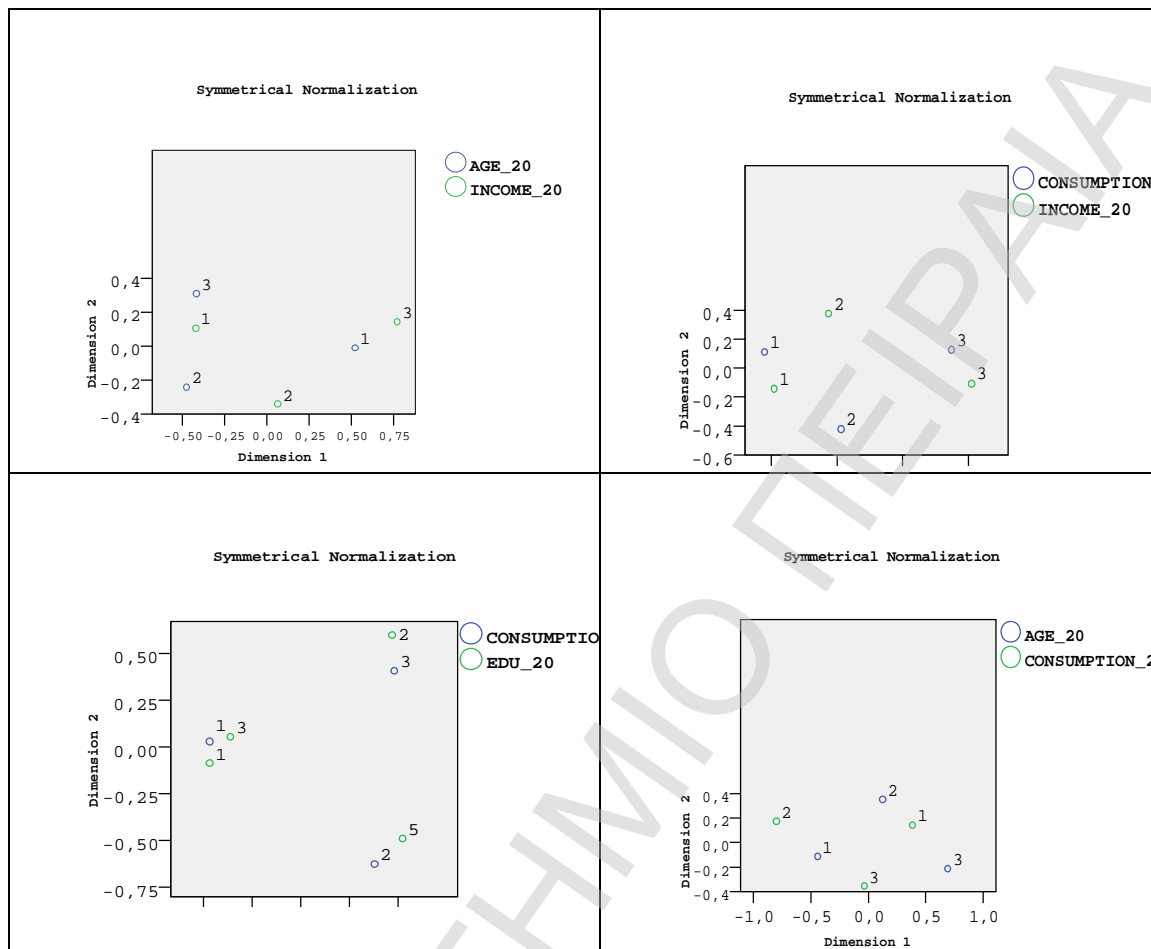 Symmetrical Normalization
AGE_20
INCOME_20
Dimension 2
0,4
0,2
0,0
-0,2
-0,4
3
1
2
2
1
3
-0,50 -0,25 0,00 0,25 0,50 0,75
Dimension 1
Symmetrical Normalization
CONSUMPTION
INCOME_20
Dimension 2
0,4
0,2
0,0
-0,2
-0,4
-0,6
2
1
1
2
3
3
Symmetrical Normalization
CONSUMPTIO
EDU_20
Dimension 2
0,50
0,25
0,00
-0,25
-0,50
-0,75
2
3
1
3
1
5
2
Symmetrical Normalization
AGE_20
CONSUMPTION_2
Dimension 2
0,4
0,2
0,0
-0,2
-0,4
2
2
1
1
3
3
-1,0 -0,5 0,0 0,5 1,0
Dimension 1
ΤΗΜΙΟ ΠΕΙΡΑΙΑ